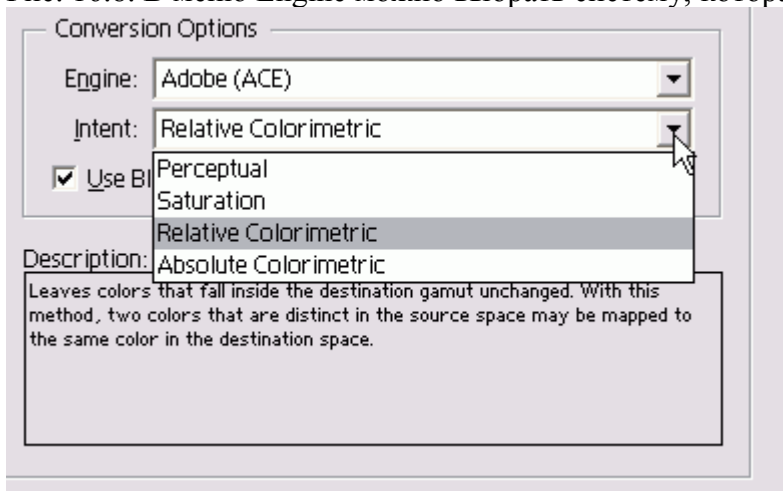 Conversion Options
Engine: Adobe (ACE)
Intent: Relative Colorimetric
Perceptual
Use Bl
Saturation
Relative Colorimetric
Absolute Colorimetric
Description:
Leaves colors that fall inside the destination gamut unchanged. With this
method, two colors that are distinct in the source space may be mapped to
the same color in the destination space.